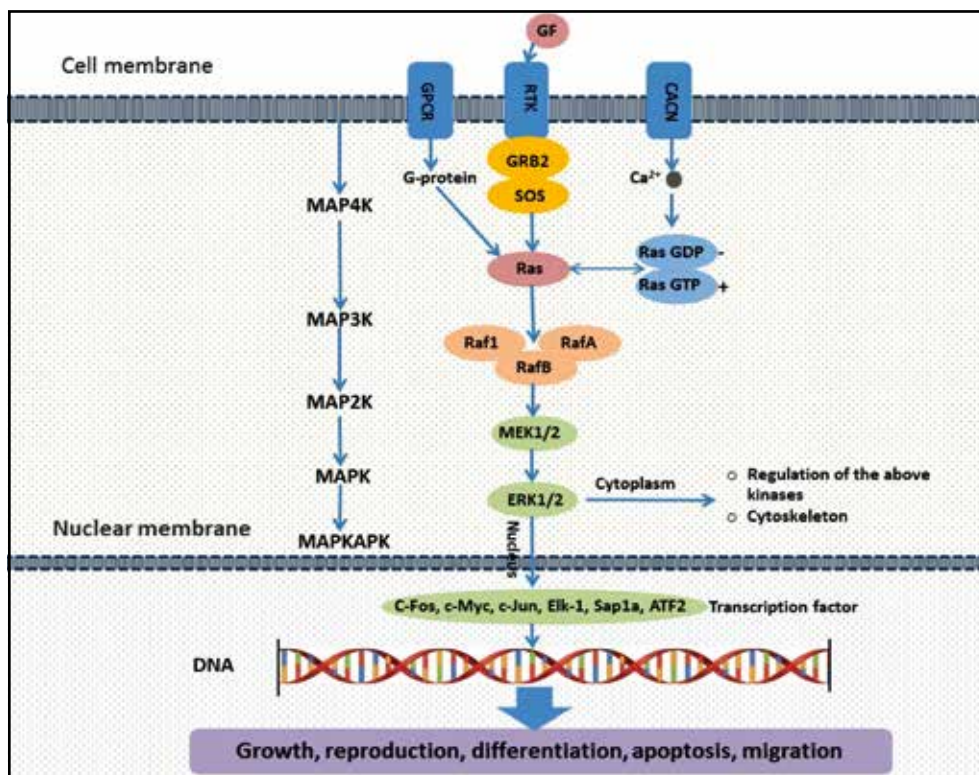 GF
Cell membrane
GPCR
RTK
CACN
GRB2
G-protein
Ca²⁺
SOS
MAP4K
Ras GDP -
Ras
Ras GTP +
MAP3K
Raf1
RafA
RafB
MAP2K
MEK1/2
MAPK
Cytoplasm
○ Regulation of the above
kinases
ERK1/2
○ Cytoskeleton
Nuclear membrane
MAPKAPK
Nucleus
C-Fos, c-Myc, c-Jun, Elk-1, Sap1a, ATF2
Transcription factor
DNA
Growth, reproduction, differentiation, apoptosis, migration